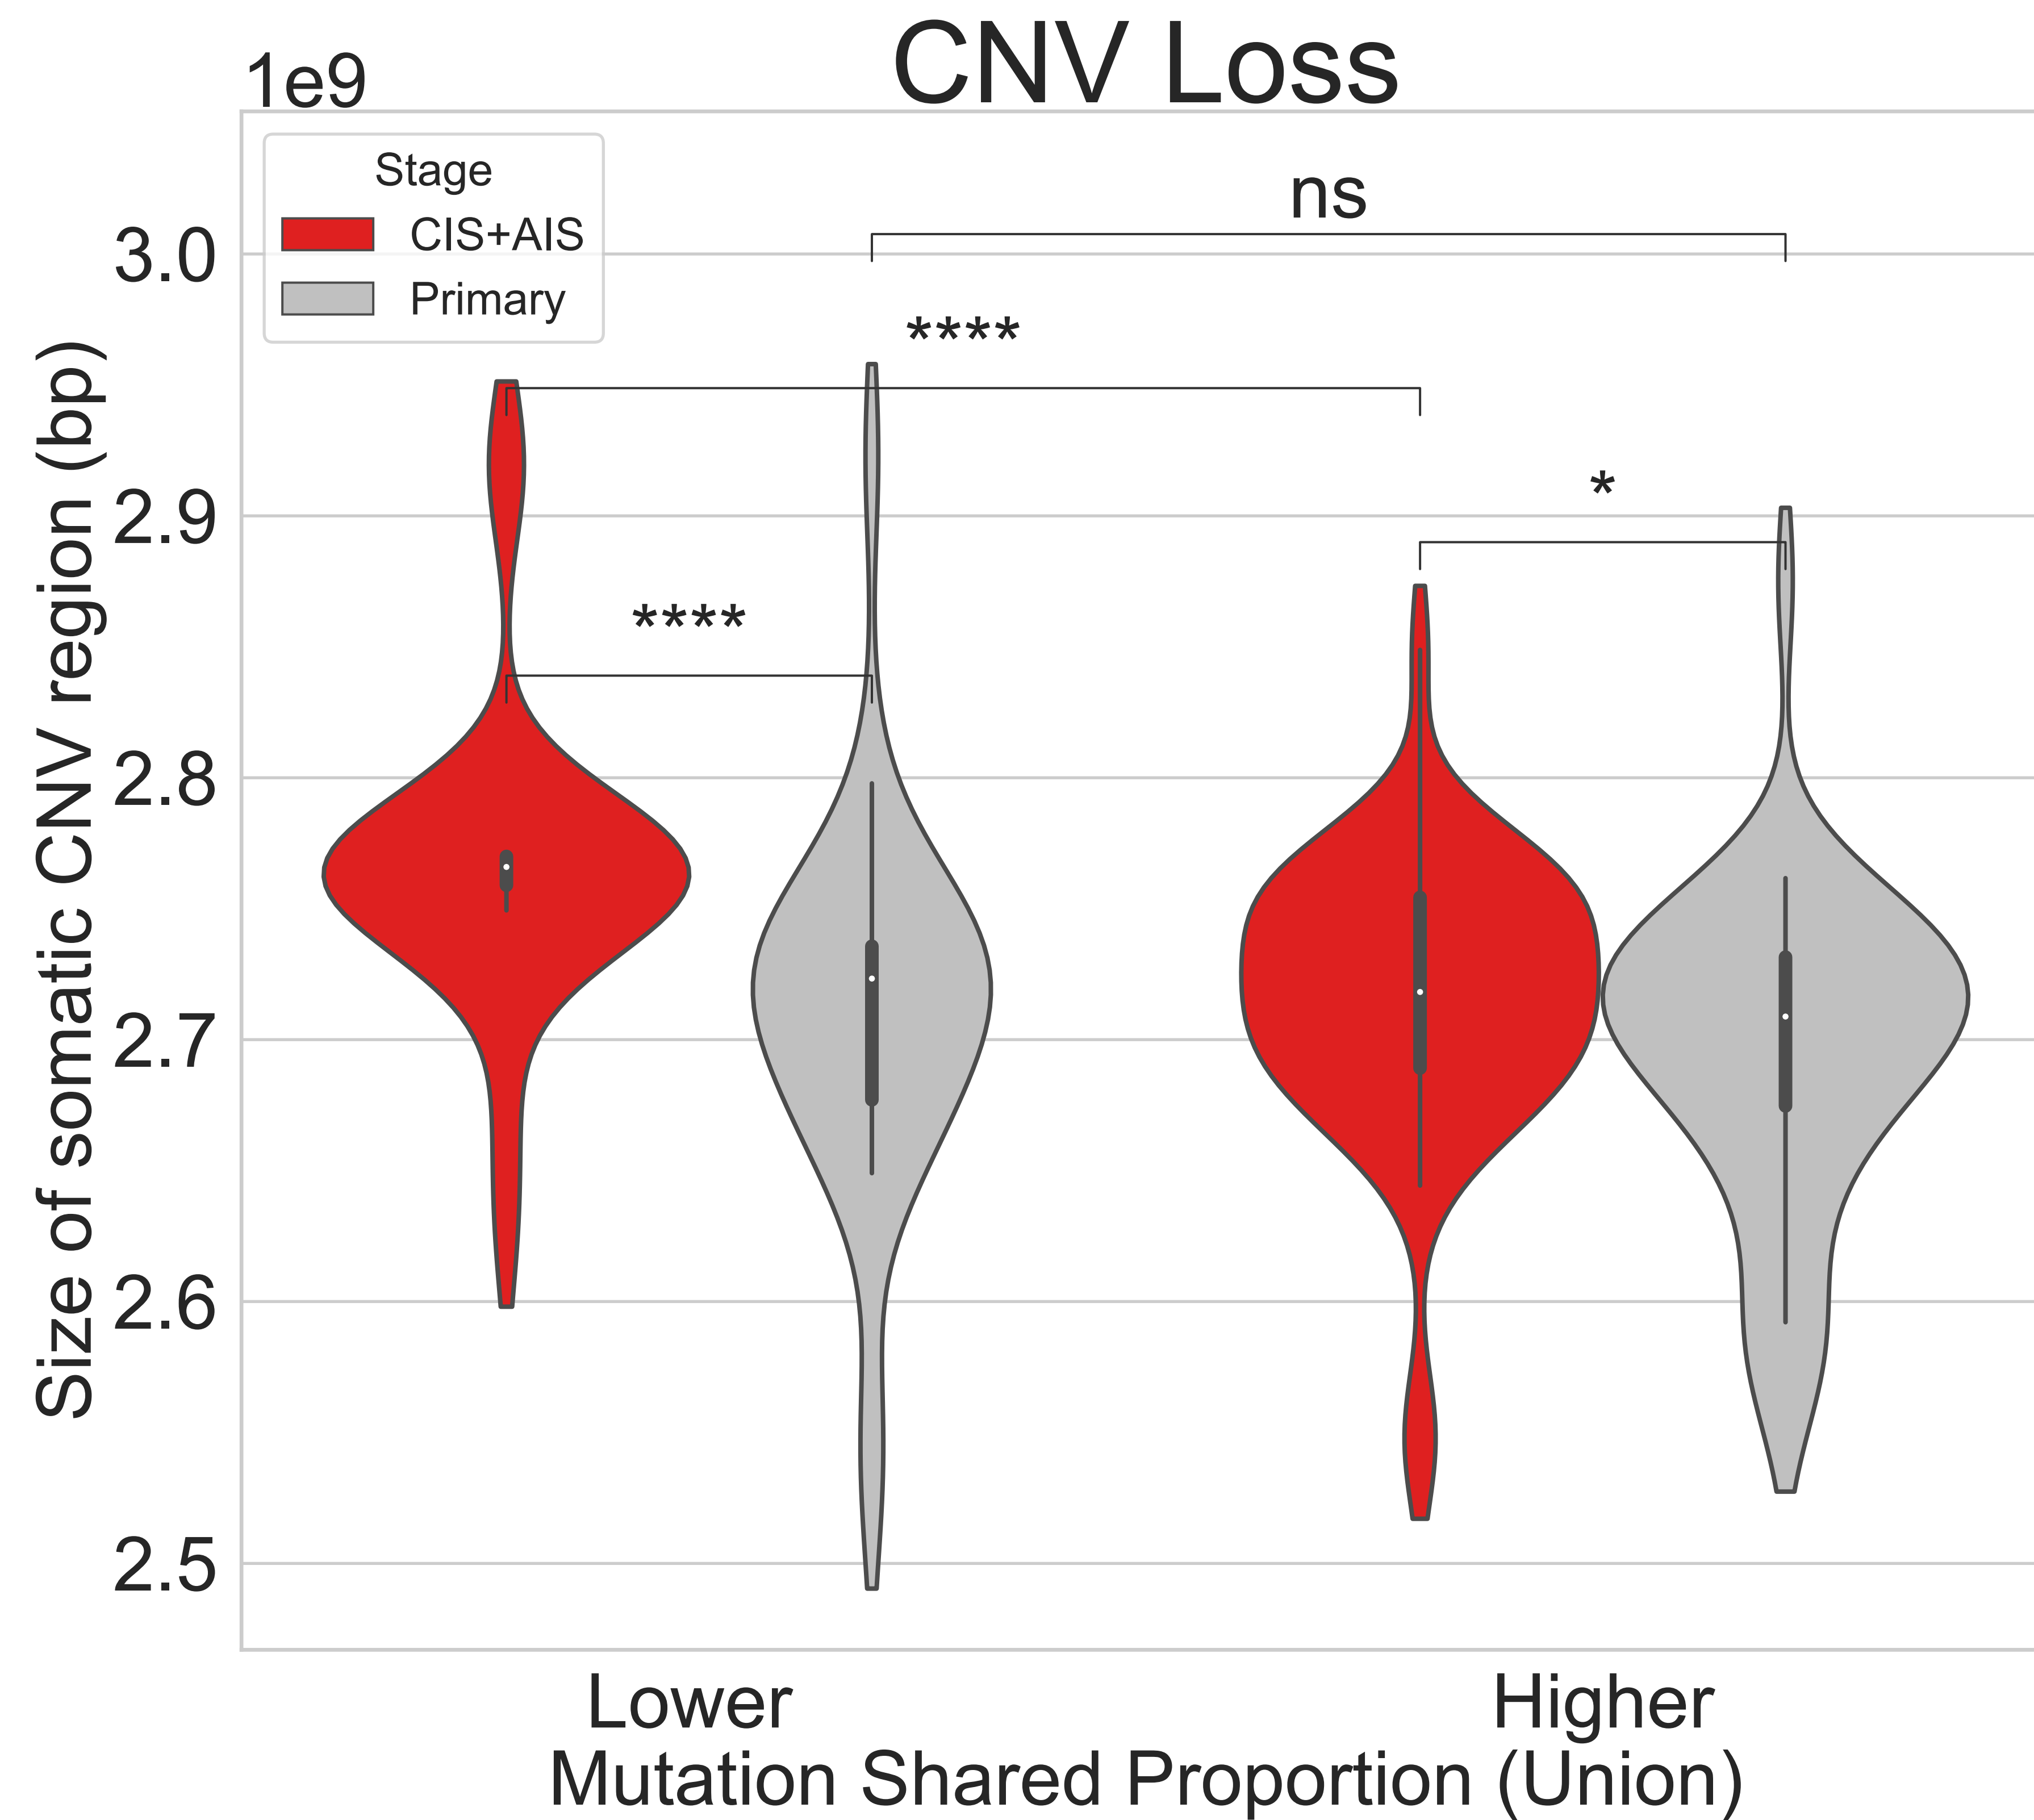 CNV Loss
1e9
Stage
CIS+AIS
Primary
ns
****
*
****
3.0
2.9
2.8
2.7
2.6
2.5
Size of somatic CNV region (bp)
Lower
Higher
Mutation Shared Proportion (Union)